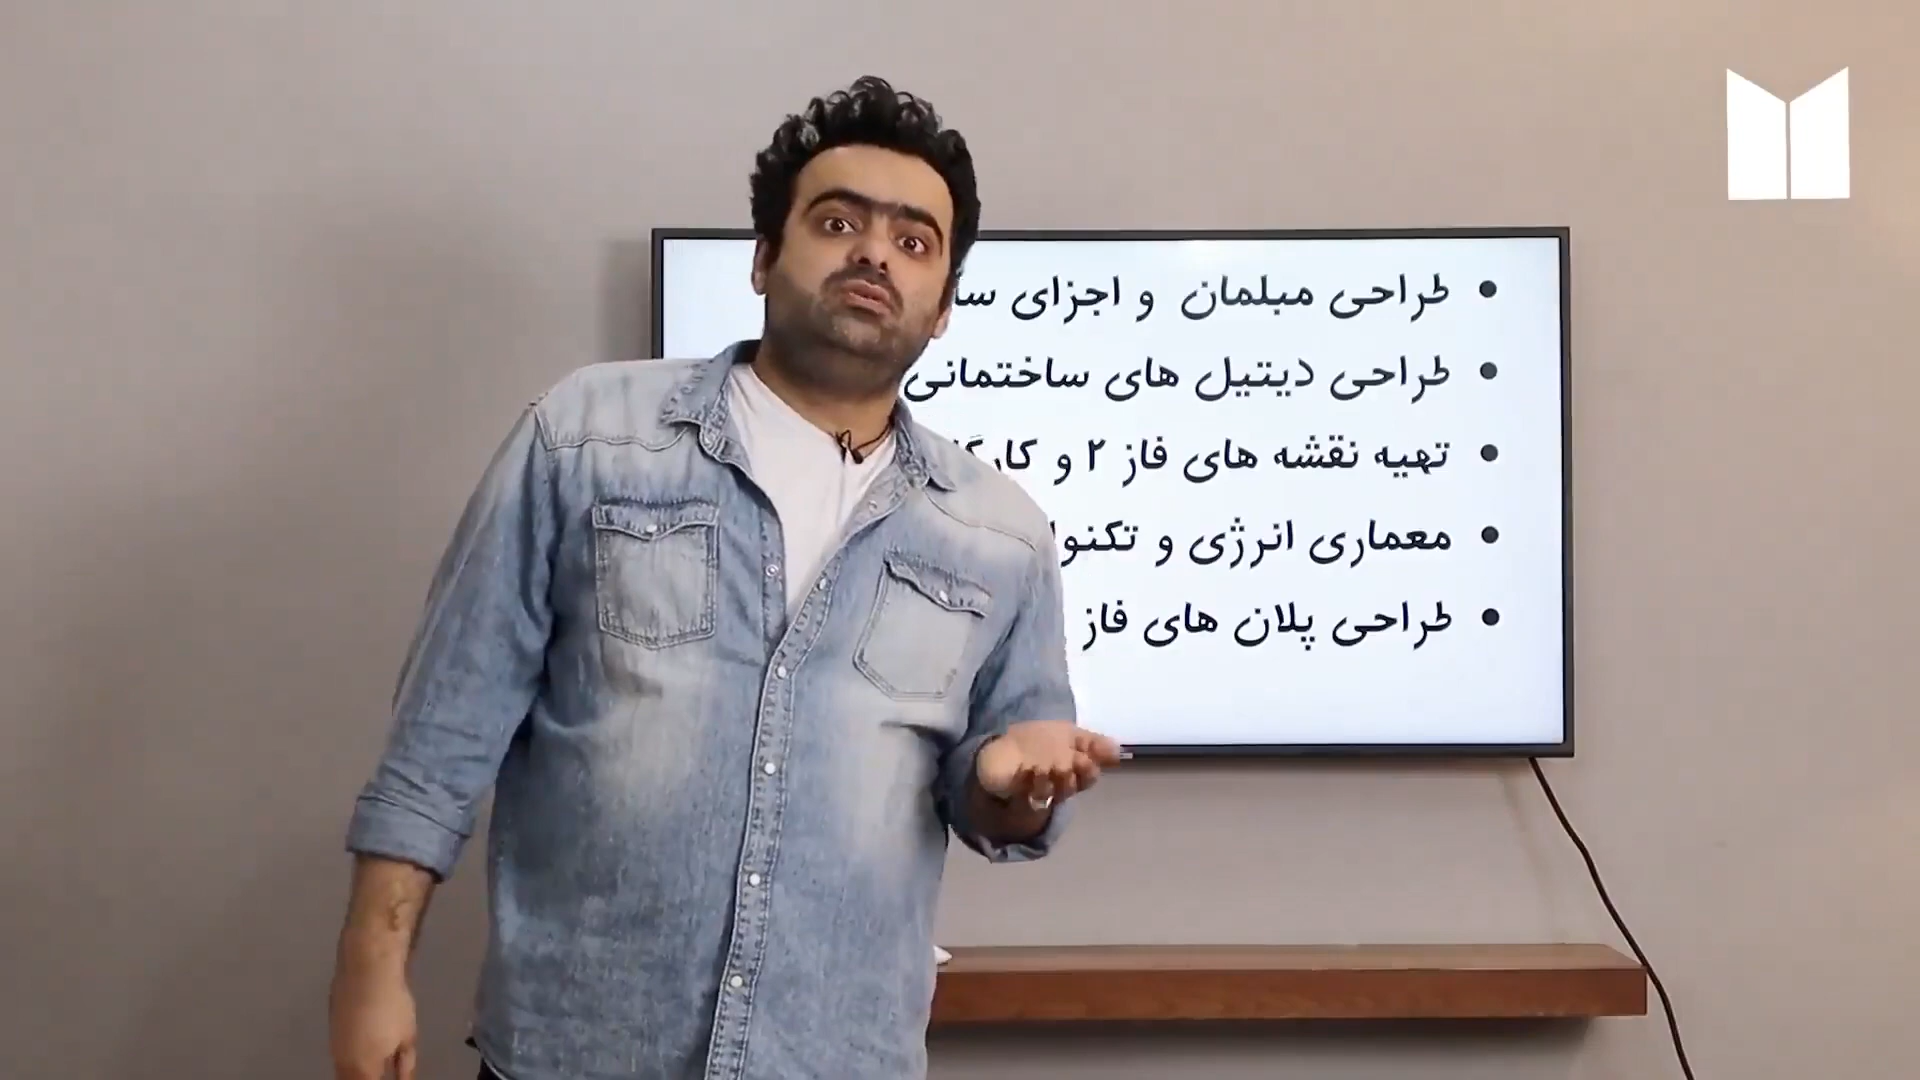 • طراحی مبلمان و اجزای
• طراحی دیتیل های ساختمانی
• تهیه نقشه های فاز ۲ و
• معماری انرژی و
• طراحی پلان های فاز